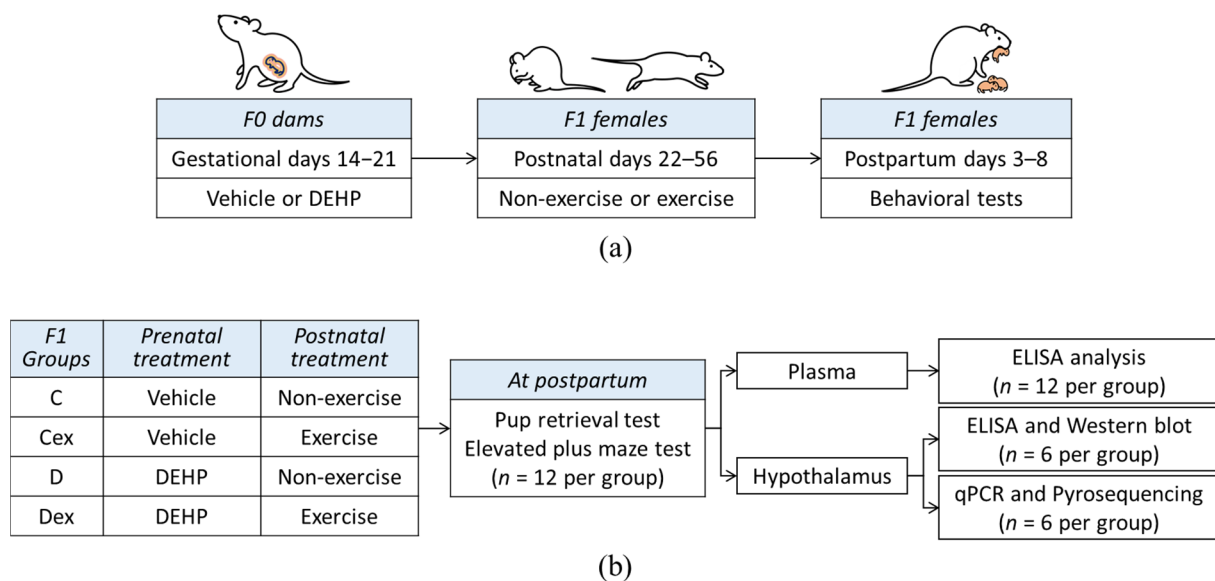 F0 dams
Gestational days 14–21
Vehicle or DEHP
F1 females
Postnatal days 22–56
Non-exercise or exercise
F1 females
Postpartum days 3–8
Behavioral tests
(a)
F1
Groups
Prenatal
treatment
Postnatal
treatment
C
Vehicle
Non-exercise
Cex
Vehicle
Exercise
D
DEHP
Non-exercise
Dex
DEHP
Exercise
At postpartum
Pup retrieval test
Elevated plus maze test
(n = 12 per group)
Plasma
Hypothalamus
ELISA analysis
(n = 12 per group)
ELISA and Western blot
(n = 6 per group)
qPCR and Pyrosequencing
(n = 6 per group)
(b)